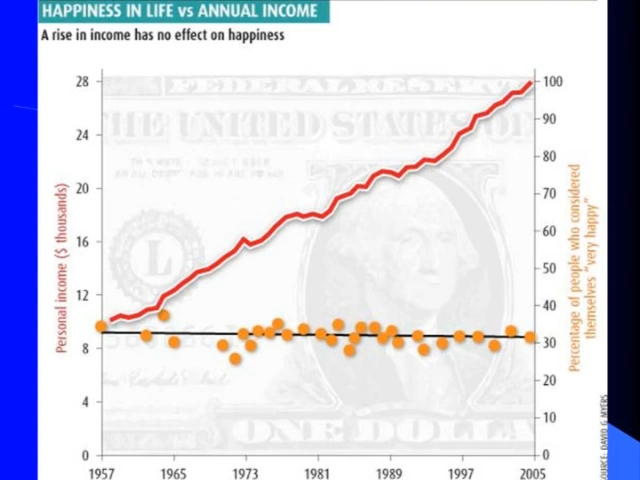 HAPPINESS IN LIFE vs ANNUAL INCOME
A rise in income has no effect on happiness
Personal income ($ thousands)
28
24
20
16
12
8
4
0
100
90
80
70
60
50
40
30
20
10
0
Percentage of people who considered
themselves "very happy"
1957
1965
1973
1981
1989
1997
2005
FEDERAL RESERVE
THE UNITED STATES OF
L
ONE DOLLA